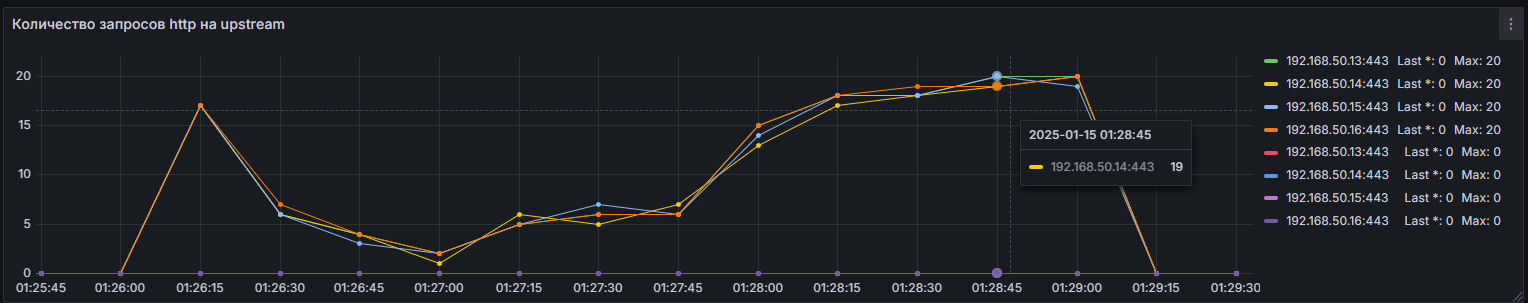 Количество запросов http на upstream
20
15
10
5
0
01:25:45 01:26:00 01:26:15 01:26:30 01:26:45 01:27:00 01:27:15 01:27:30 01:27:45 01:28:00 01:28:15 01:28:30 01:28:45 01:29:00 01:29:15 01:29:30
2025-01-15 01:28:45
192.168.50.14:443 19
192.168.50.13:443 Last *: 0 Max: 20
192.168.50.14:443 Last *: 0 Max: 20
192.168.50.15:443 Last *: 0 Max: 20
192.168.50.16:443 Last *: 0 Max: 20
192.168.50.13:443 Last *: 0 Max: 0
192.168.50.14:443 Last *: 0 Max: 0
192.168.50.15:443 Last *: 0 Max: 0
192.168.50.16:443 Last *: 0 Max: 0